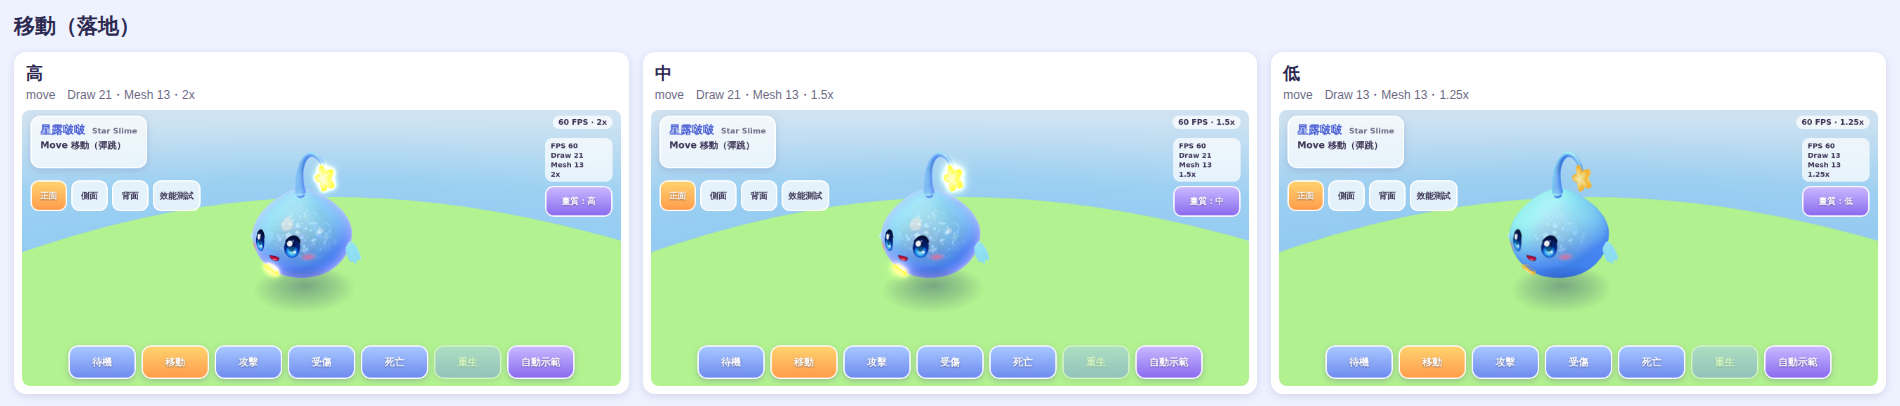 移動（落地）
高
move Draw 21・Mesh 13・2x
星露啵啵 Star Slime
Move 移動（彈跳）
60 FPS · 2x
FPS 60
Draw 21
Mesh 13
2x
正面 側面 背面 效能測試
畫質：高
待機 移動 攻擊 受傷 死亡 重生 自動示範
中
move Draw 21・Mesh 13・1.5x
星露啵啵 Star Slime
Move 移動（彈跳）
60 FPS · 1.5x
FPS 60
Draw 21
Mesh 13
1.5x
正面 側面 背面 效能測試
畫質：中
待機 移動 攻擊 受傷 死亡 重生 自動示範
低
move Draw 13・Mesh 13・1.25x
星露啵啵 Star Slime
Move 移動（彈跳）
60 FPS · 1.25x
FPS 60
Draw 13
Mesh 13
1.25x
正面 側面 背面 效能測試
畫質：低
待機 移動 攻擊 受傷 死亡 重生 自動示範